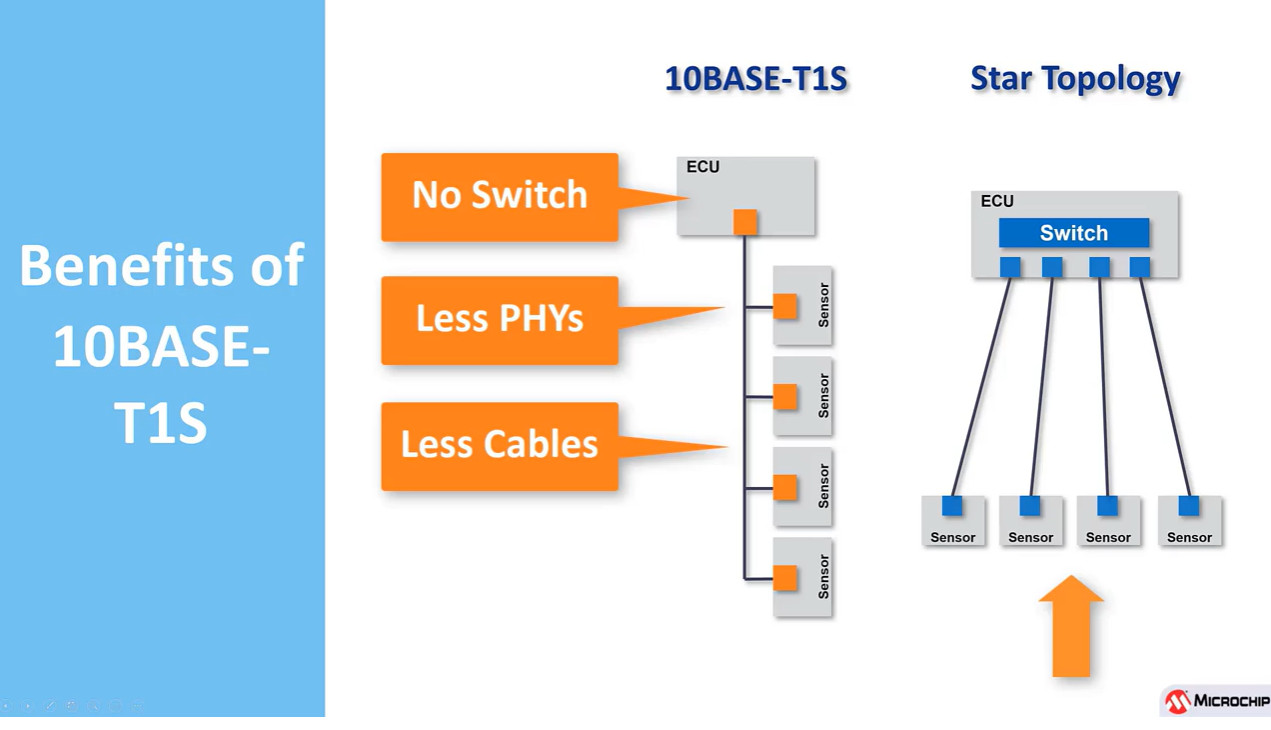 Benefits of
10BASE-
T1S
10BASE-T1S
Star Topology
No Switch
Less PHYs
Less Cables
ECU
Sensor
Sensor
Sensor
Sensor
ECU
Switch
Sensor
Sensor
Sensor
Sensor
MICROCHIP